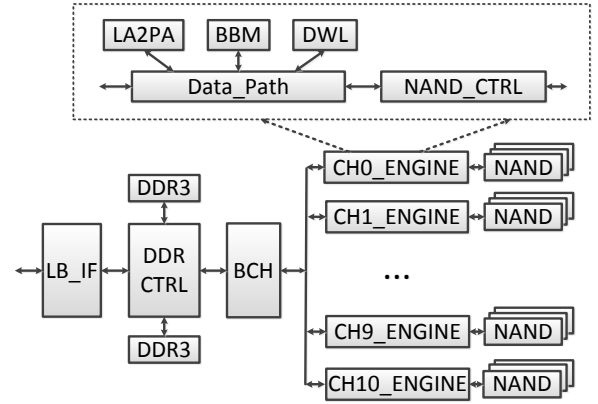 LA2PA BBM DWL
Data_Path NAND_CTRL
CH0_ENGINE NAND
DDR3
CH1_ENGINE NAND
LB_IF
DDR
CTRL
BCH
...
DDR3
CH9_ENGINE NAND
CH10_ENGINE NAND